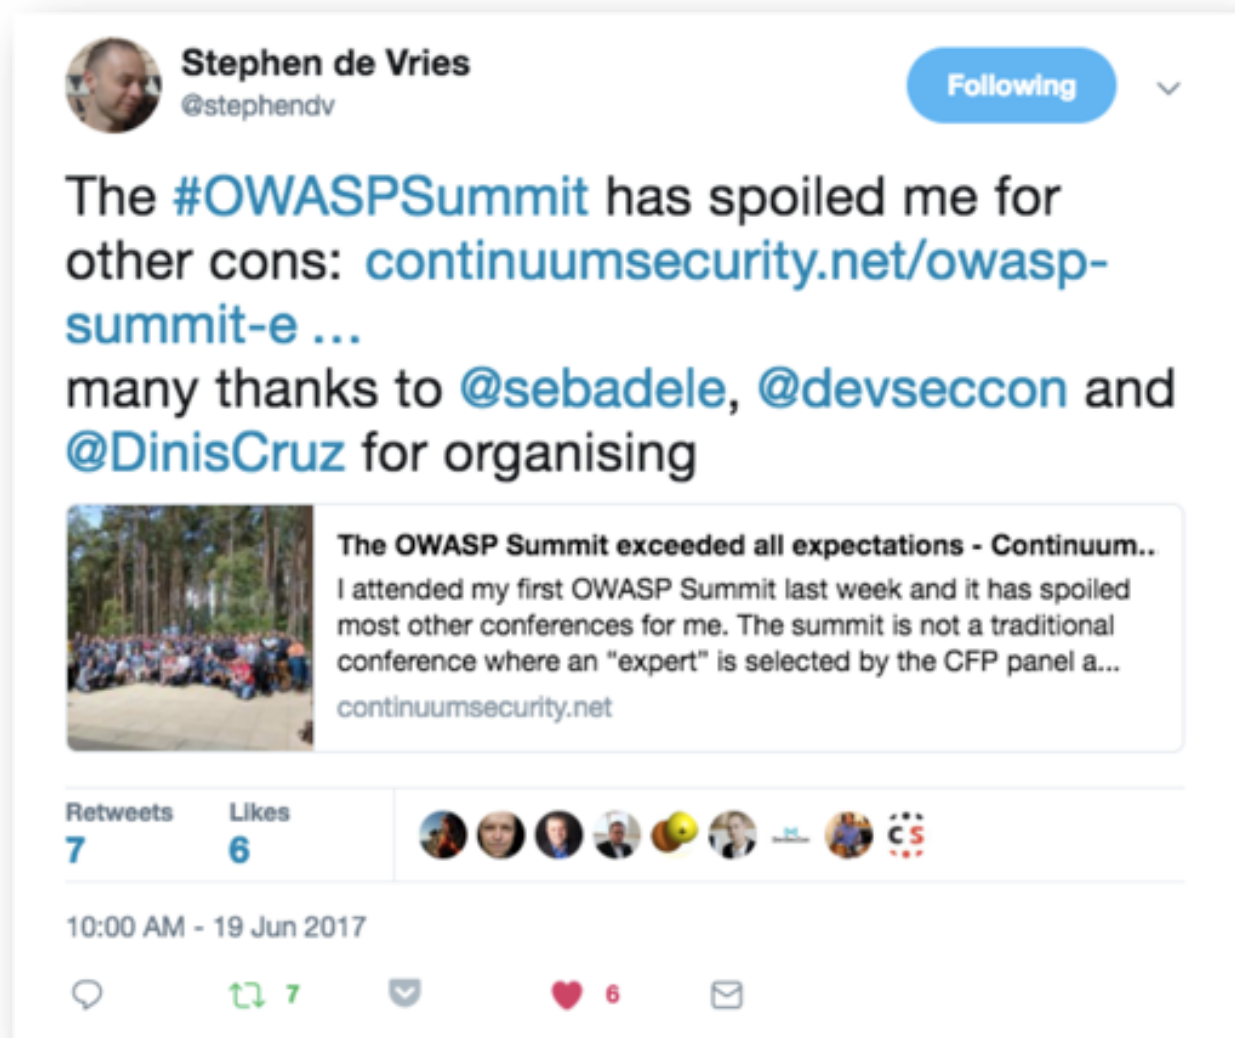 Stephen de Vries
@stephendv
Following
The #OWASPSummit has spoiled me for
other cons: continuumsecurity.net/owasp-
summit-e ...
many thanks to @sebadele, @devseccon and
@DinisCruz for organising
The OWASP Summit exceeded all expectations - Continuum..
I attended my first OWASP Summit last week and it has spoiled
most other conferences for me. The summit is not a traditional
conference where an “expert” is selected by the CFP panel a...
continuumsecurity.net
Retweets Likes
7 6
CS
10:00 AM - 19 Jun 2017
7 6